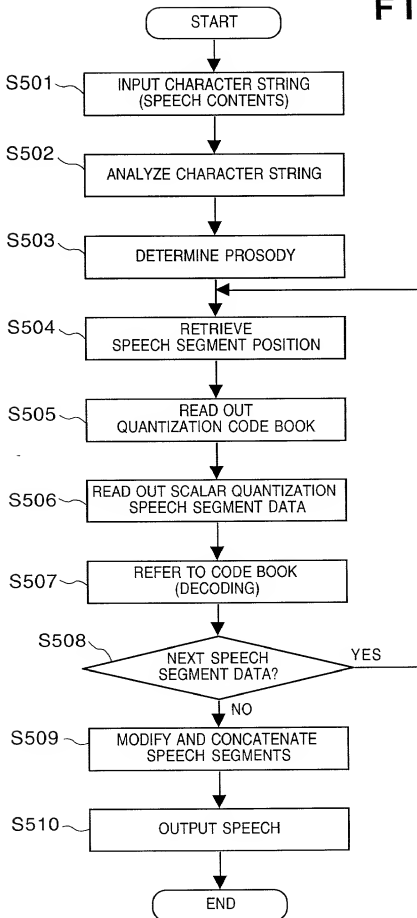 FI
START
S501
INPUT CHARACTER STRING
(SPEECH CONTENTS)
S502
ANALYZE CHARACTER STRING
S503
DETERMINE PROSODY
S504
RETRIEVE
SPEECH SEGMENT POSITION
S505
READ OUT
QUANTIZATION CODE BOOK
S506
READ OUT SCALAR QUANTIZATION
SPEECH SEGMENT DATA
S507
REFER TO CODE BOOK
(DECODING)
S508
NEXT SPEECH
SEGMENT DATA?
YES
NO
S509
MODIFY AND CONCATENATE
SPEECH SEGMENTS
S510
OUTPUT SPEECH
END